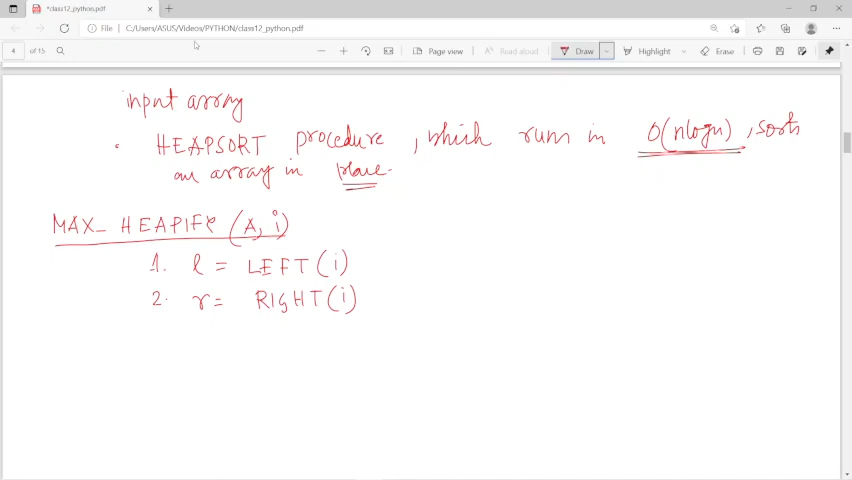 *class12_python.pdf
File | C:/Users/ASUS/Videos/PYTHON/class12_python.pdf
4 of 15 Page view Read aloud Draw Highlight Erase
input array
• HEAPSORT procedure, which runs in O(nlogn), sorts
an array in place.
MAX_HEAPIFY (A, i)
1. l = LEFT(i)
2. r = RIGHT(i)